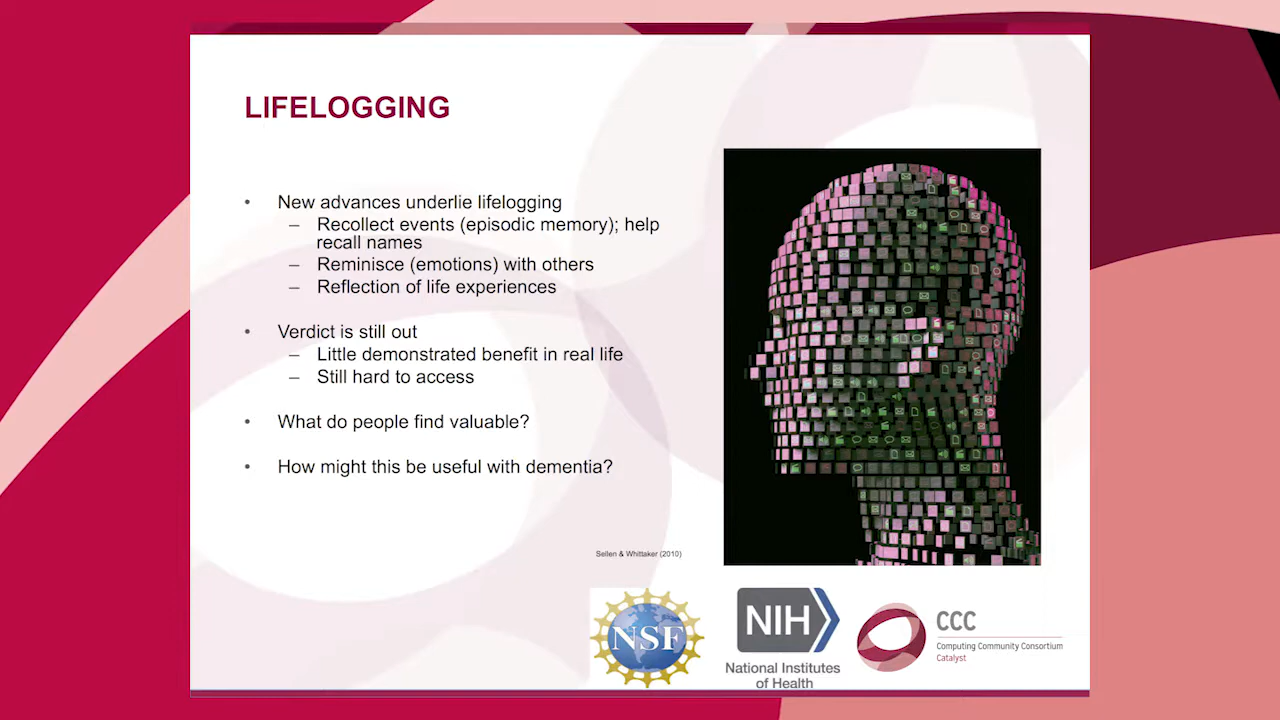 LIFELOGGING
• New advances underlie lifelogging
– Recollect events (episodic memory); help
recall names
– Reminisce (emotions) with others
– Reflection of life experiences
• Verdict is still out
– Little demonstrated benefit in real life
– Still hard to access
• What do people find valuable?
• How might this be useful with dementia?
Sellen & Whittaker (2010)
NSF
NIH
National Institutes
of Health
CCC
Computing Community Consortium
Catalyst